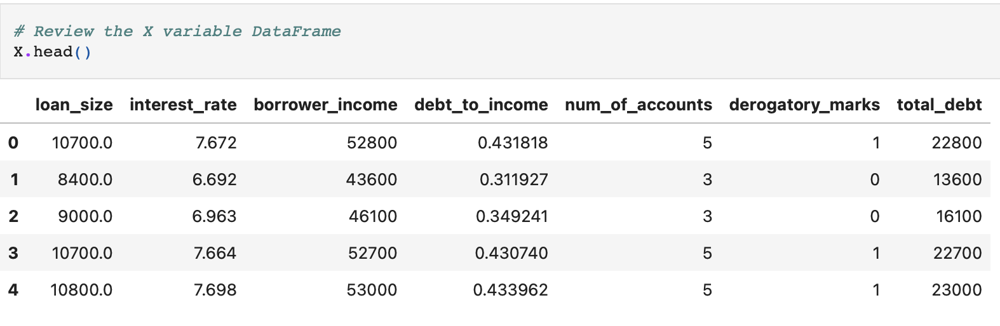 # Review the X variable DataFrame
X.head()
loan_size interest_rate borrower_income debt_to_income num_of_accounts derogatory_marks total_debt
0 10700.0 7.672 52800 0.431818 5 1 22800
1 8400.0 6.692 43600 0.311927 3 0 13600
2 9000.0 6.963 46100 0.349241 3 0 16100
3 10700.0 7.664 52700 0.430740 5 1 22700
4 10800.0 7.698 53000 0.433962 5 1 23000